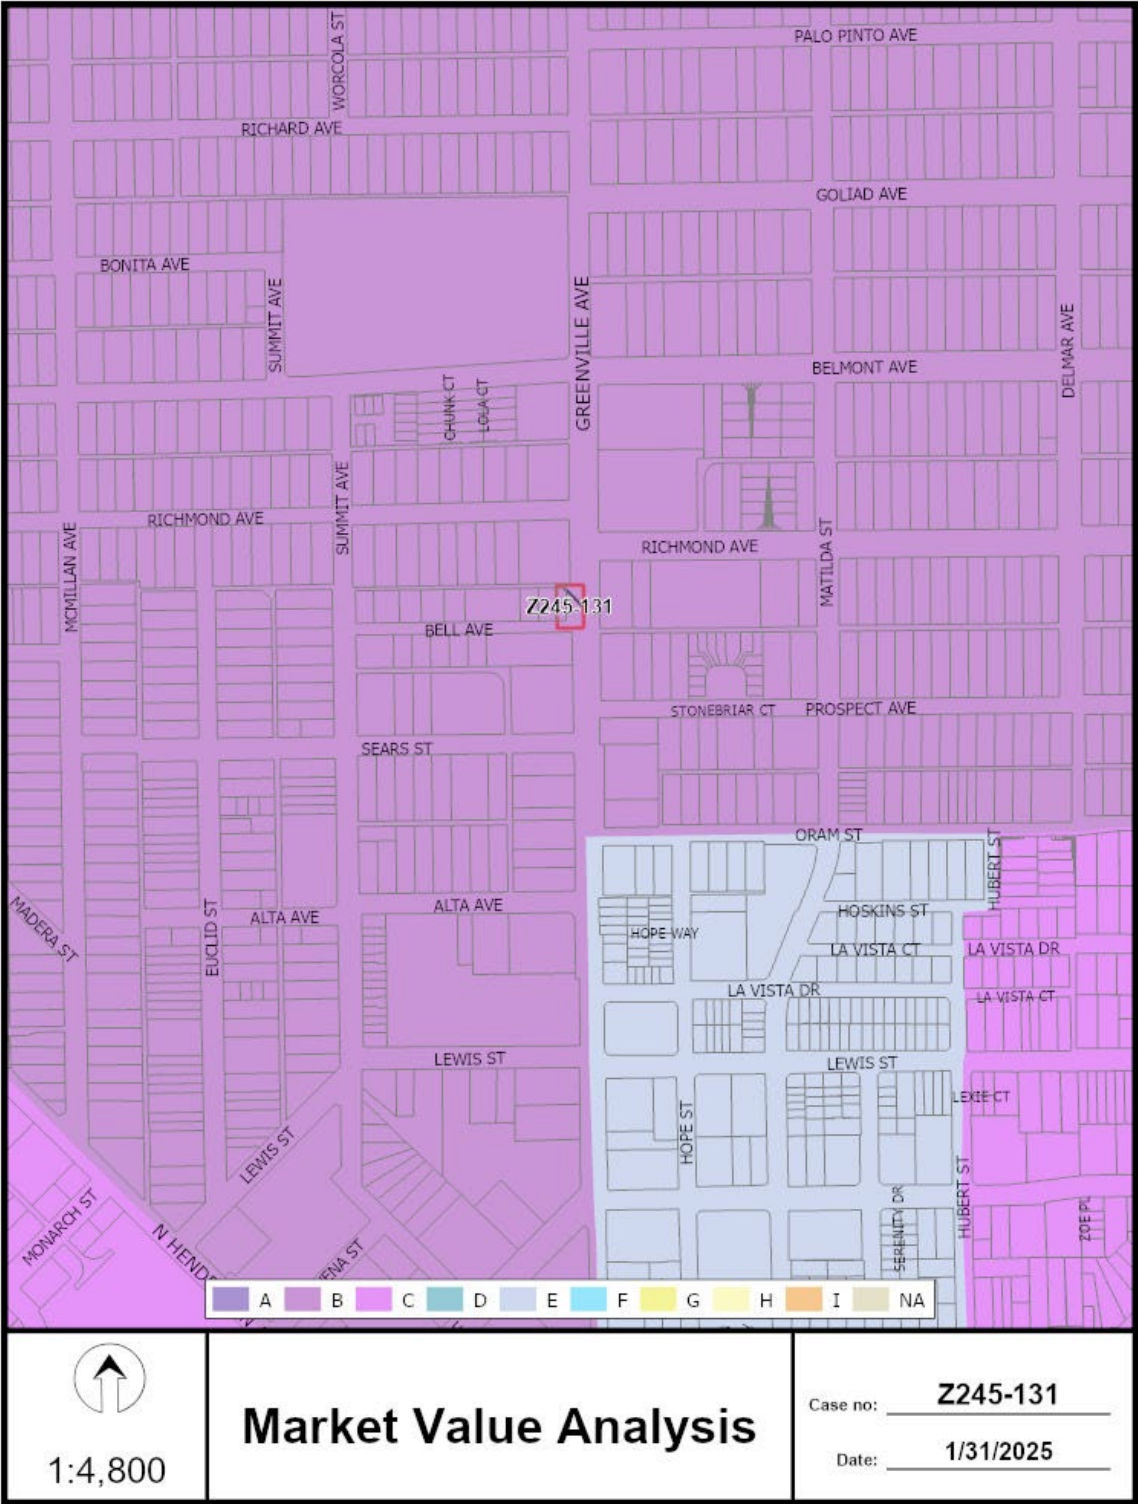 WORCOLA ST
PALO PINTO AVE
RICHARD AVE
GOLIAD AVE
BONITA AVE
SUMMIT AVE
GREENVILLE AVE
DELMAR AVE
BELMONT AVE
CHUNK CT
LOLA CT
SUMMIT AVE
RICHMOND AVE
MCMILLAN AVE
RICHMOND AVE
MATILDA ST
Z245-131
BELL AVE
STONEBRIAR CT
PROSPECT AVE
SEARS ST
ORAM ST
HUBERT ST
MADERA ST
EUCLID ST
ALTA AVE
ALTA AVE
HOSKINS ST
HOPE WAY
LA VISTA CT
LA VISTA DR
LA VISTA DR
LA VISTA CT
LEWIS ST
LEWIS ST
LEXIE CT
HOPE ST
LEWIS ST
HUBERT ST
MONARCH ST
SERENITY DR
ZOE PL
N HEND
ENA ST
A B C D E F G H I NA
1:4,800
Market Value Analysis
Case no: Z245-131
Date: 1/31/2025